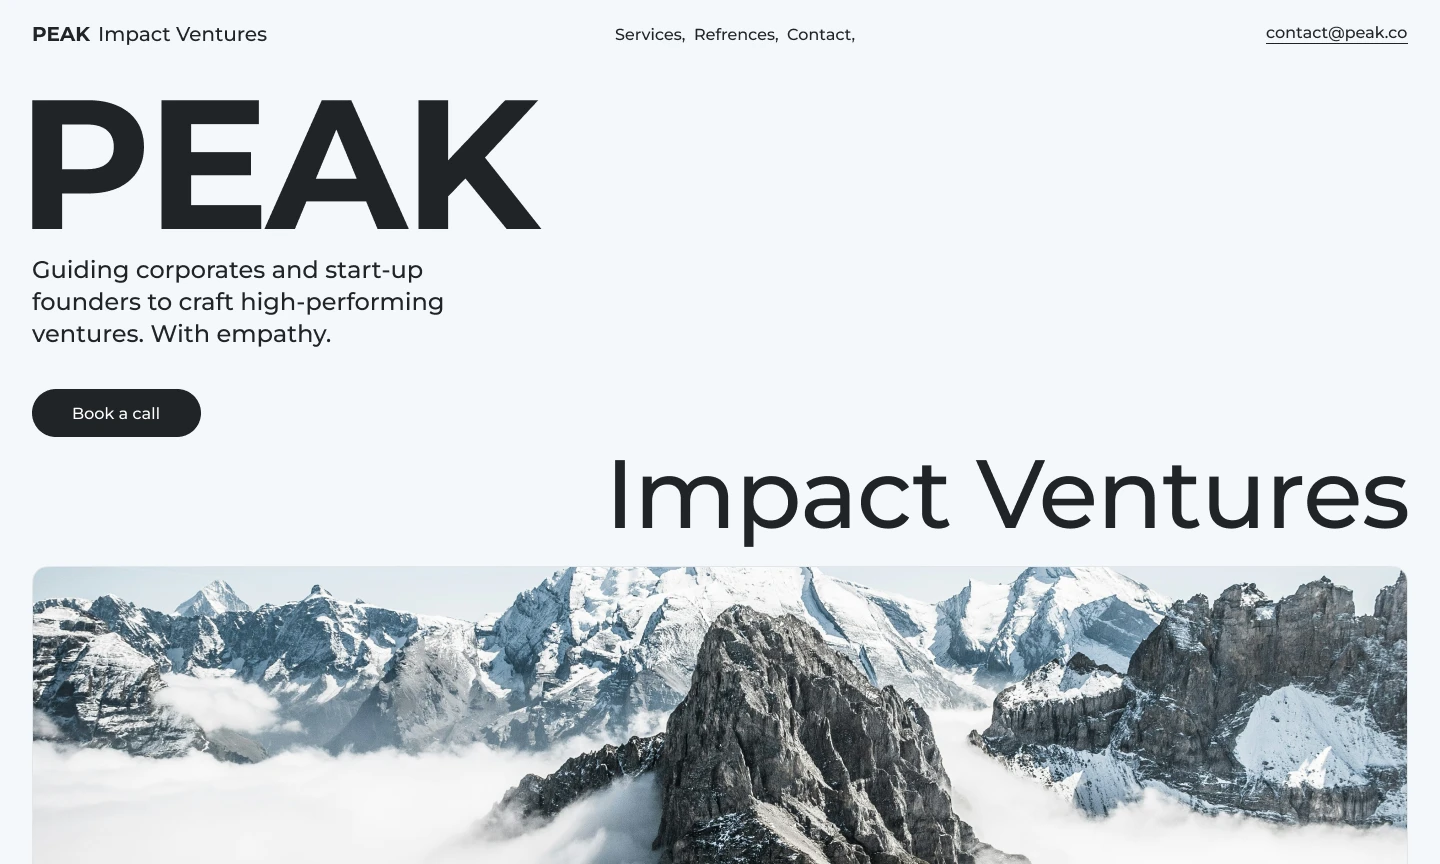 PEAK Impact Ventures
Services, Refrences, Contact,
contact@peak.co
PEAK
Guiding corporates and start-up
founders to craft high-performing
ventures. With empathy.
Book a call
Impact Ventures